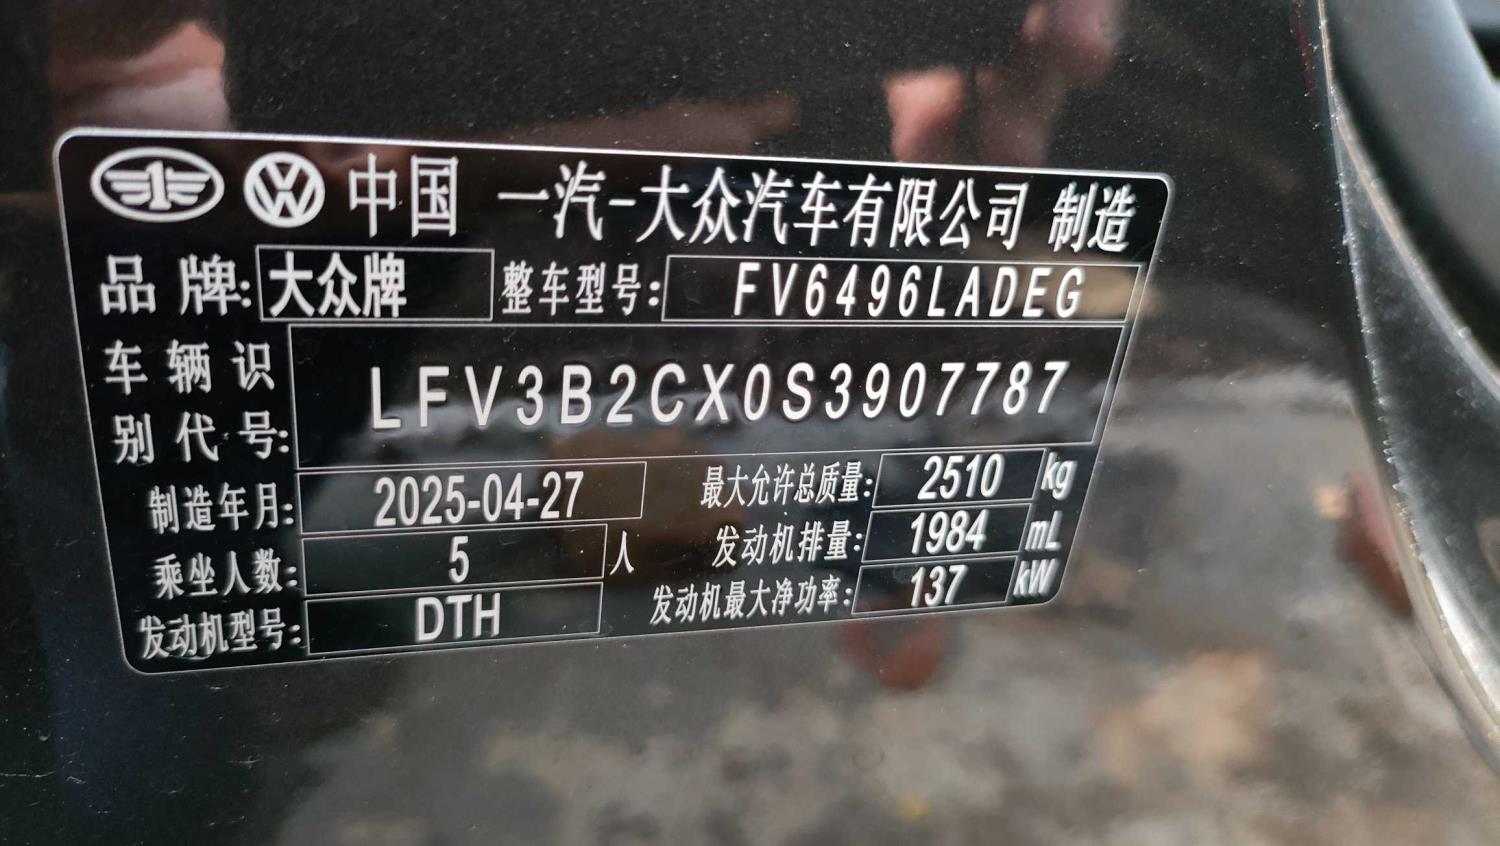 中国 一汽-大众汽车有限公司 制造
品牌: 大众牌 整车型号: FV6496LADEG
车辆识别代号: LFV3B2CX0S3907787
制造年月: 2025-04-27 最大允许总质量: 2510 kg
乘坐人数: 5 人 发动机排量: 1984 mL
发动机型号: DTH 发动机最大净功率: 137 kW